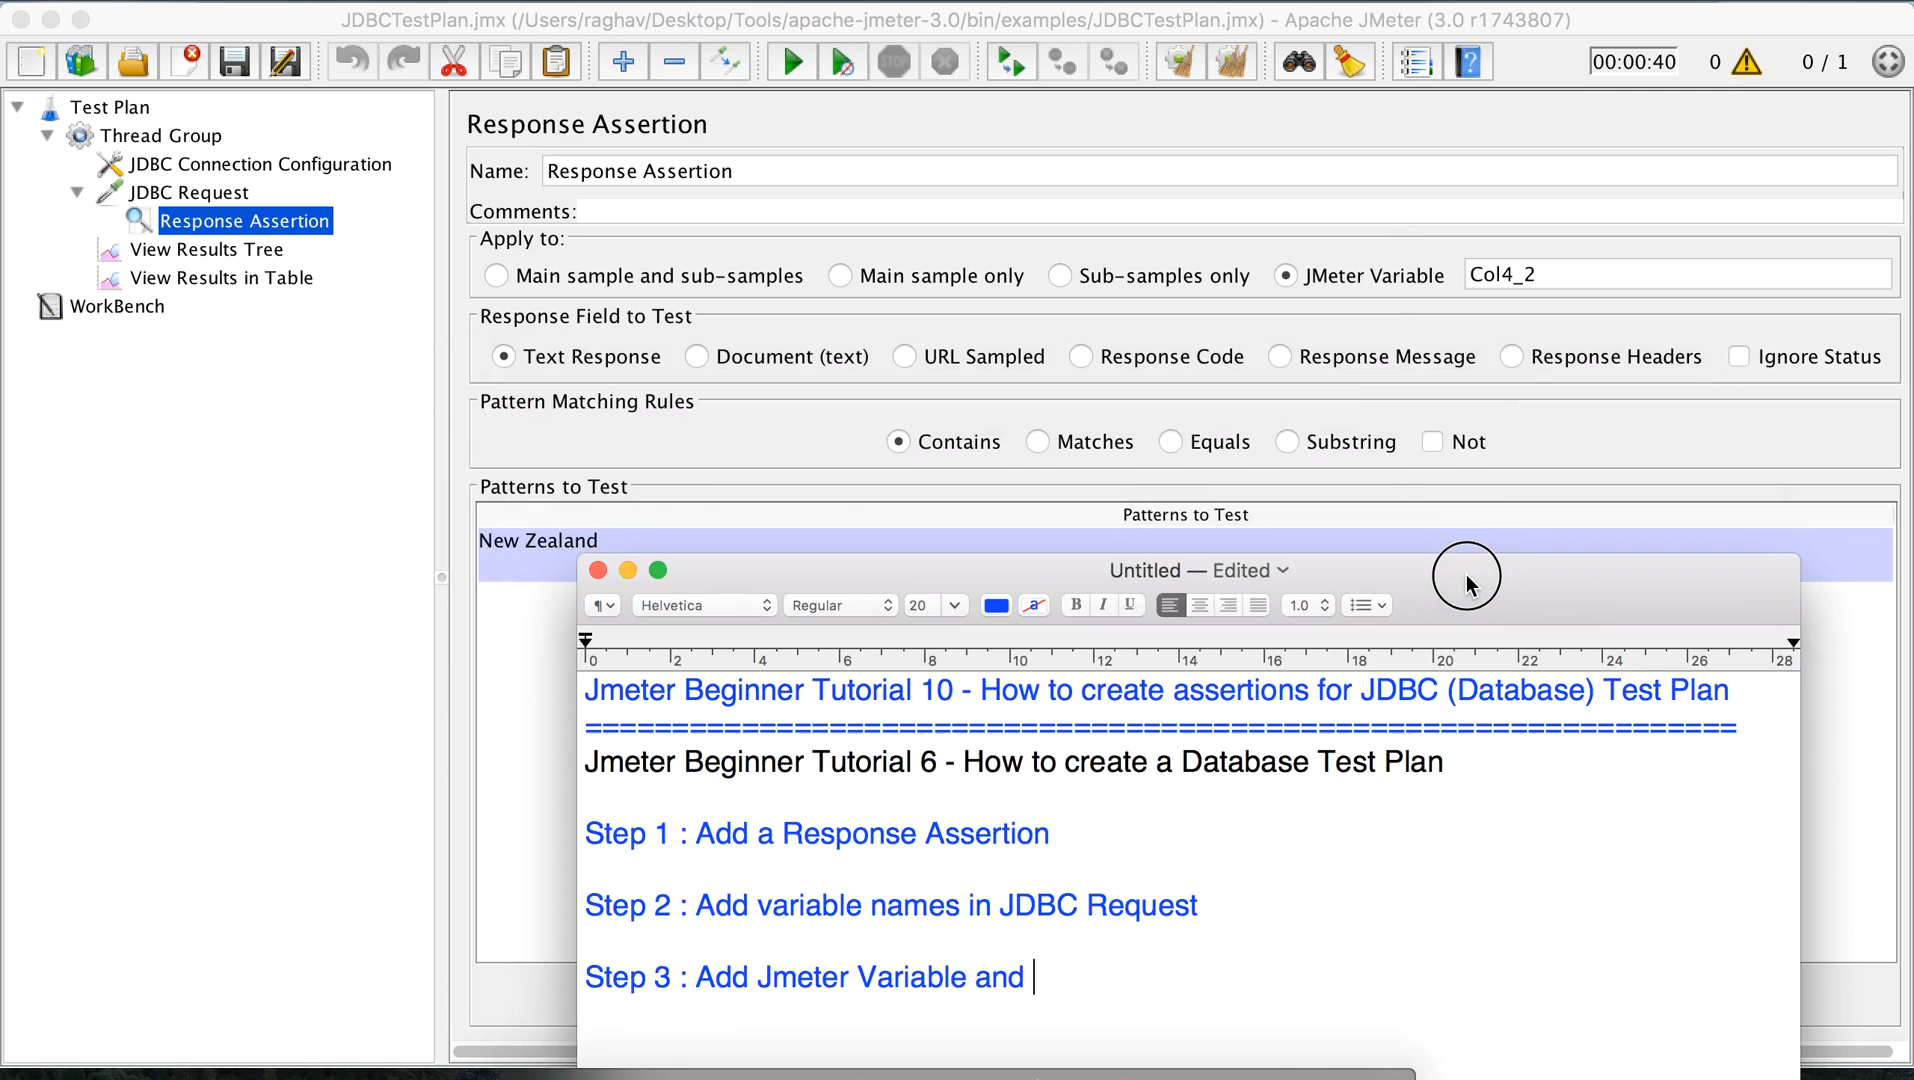 JDBCTestPlan.jmx (/Users/raghav/Desktop/Tools/apache-jmeter-3.0/bin/examples/JDBCTestPlan.jmx) - Apache JMeter (3.0 r1743807)
STOP 00:00:40 0 0 / 1
Test Plan
Thread Group
JDBC Connection Configuration
JDBC Request
Response Assertion
View Results Tree
View Results in Table
WorkBench
Response Assertion
Name: Response Assertion
Comments:
Apply to:
Main sample and sub-samples Main sample only Sub-samples only JMeter Variable Col4_2
Response Field to Test
Text Response Document (text) URL Sampled Response Code Response Message Response Headers Ignore Status
Pattern Matching Rules
Contains Matches Equals Substring Not
Patterns to Test
Patterns to Test
New Zealand
Untitled — Edited
¶ Helvetica Regular 20 a B I U 1.0
0 2 4 6 8 10 12 14 16 18 20 22 24 26 28
Jmeter Beginner Tutorial 10 - How to create assertions for JDBC (Database) Test Plan
==================================================================
Jmeter Beginner Tutorial 6 - How to create a Database Test Plan
Step 1 : Add a Response Assertion
Step 2 : Add variable names in JDBC Request
Step 3 : Add Jmeter Variable and